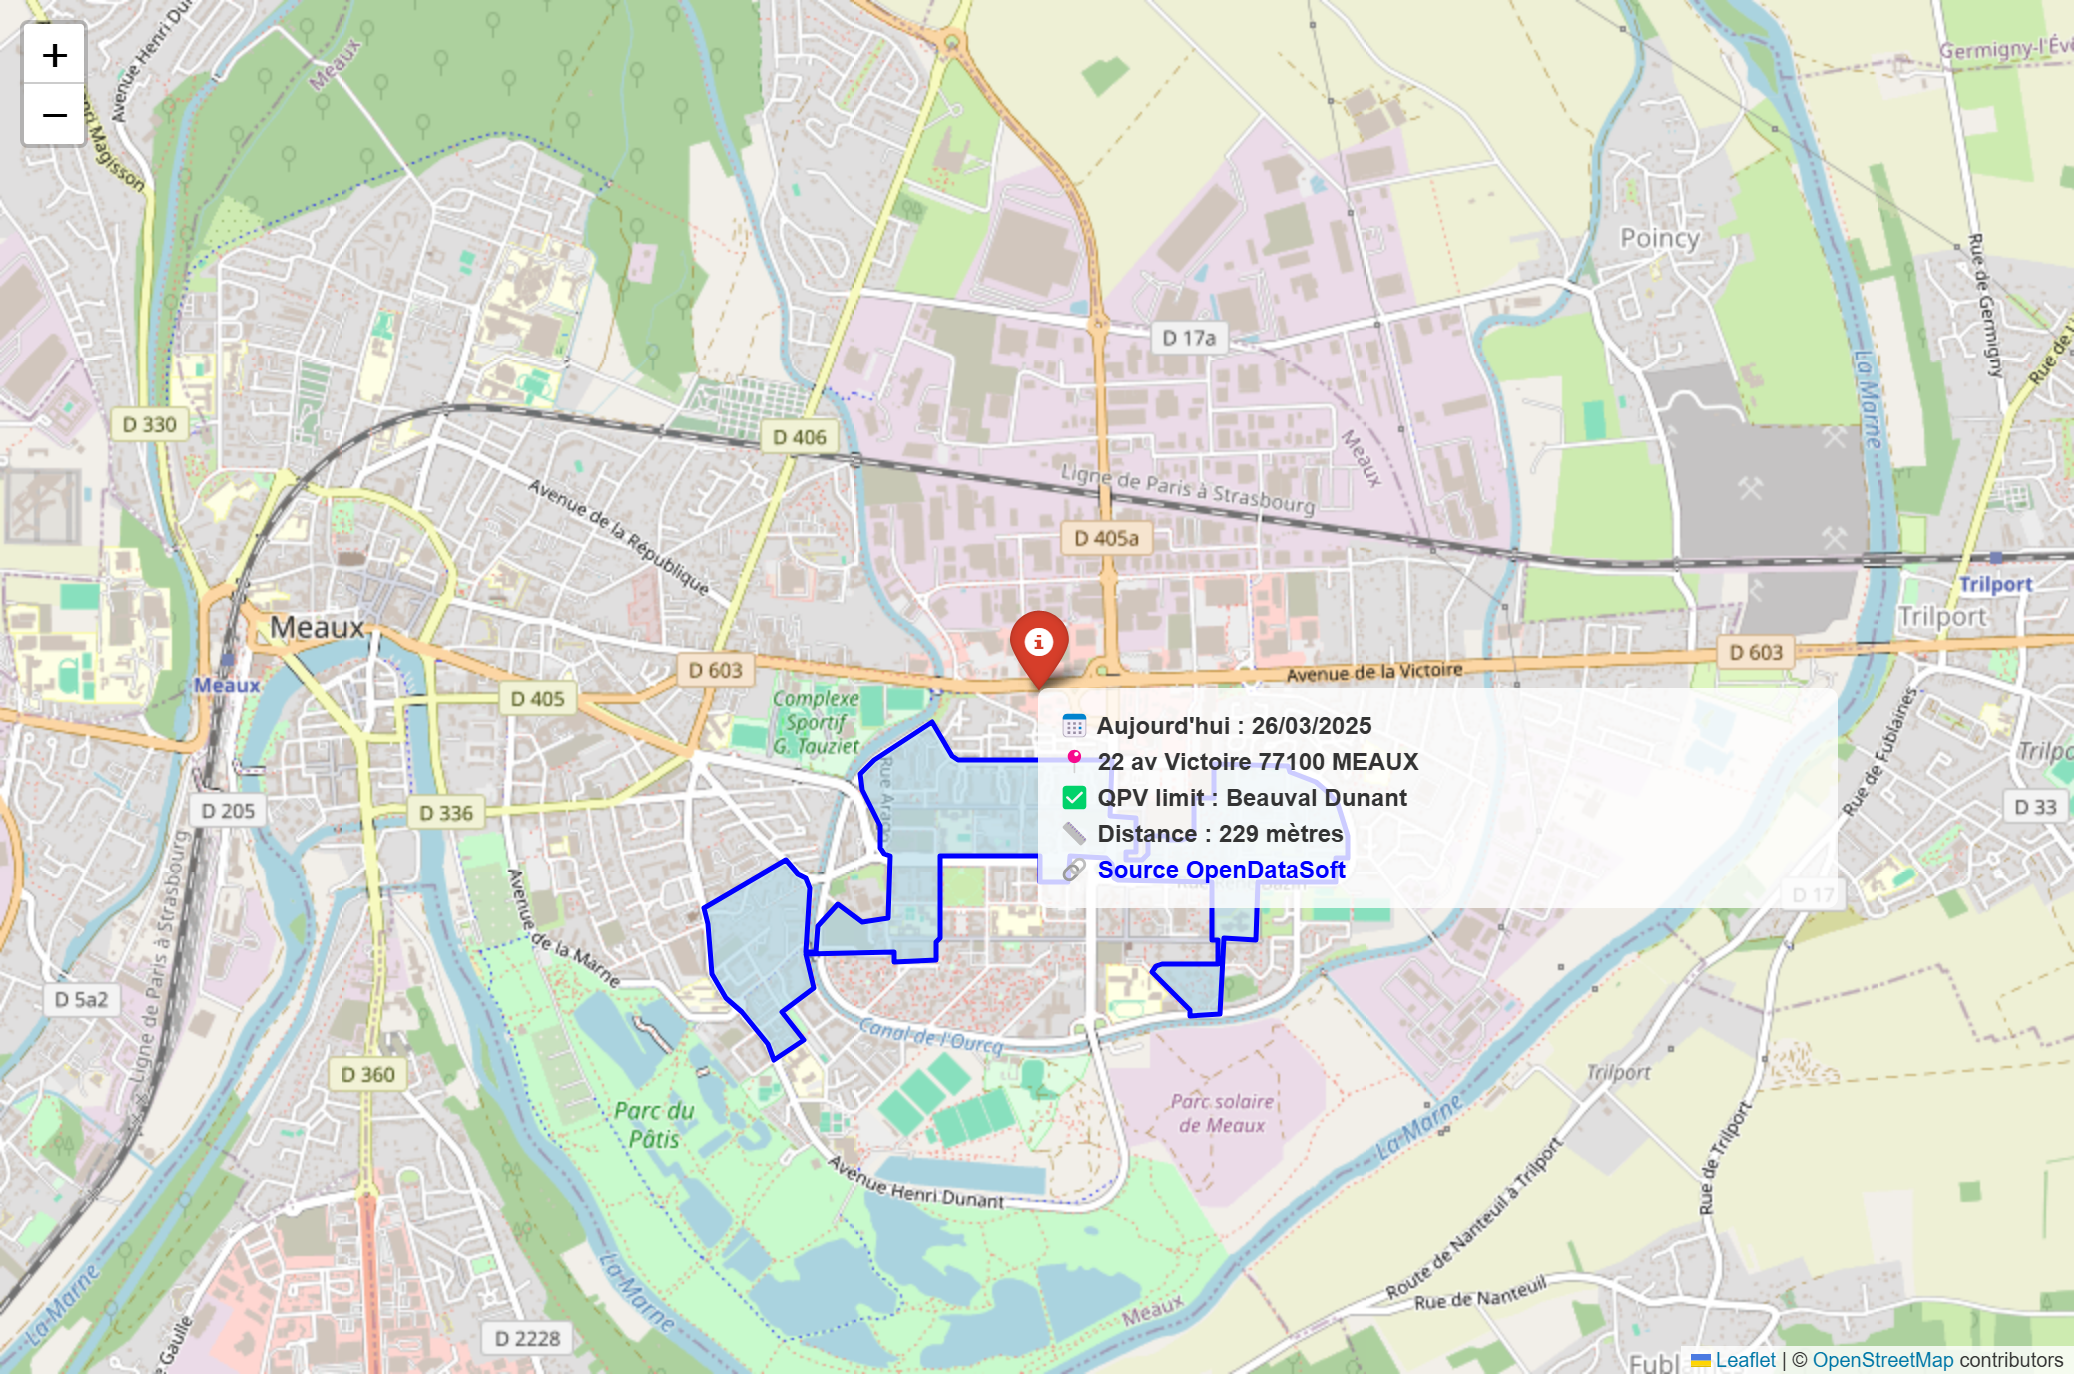 +
−
Avenue Henri Du
nri Magisson
Meaux
Germigny-l'Évê
Rue de Germigny
Rue de l
Poincy
D 17a
La Marne
D 330
D 406
Meaux
Ligne de Paris à Strasbourg
Avenue de la République
D 405a
Trilport
Trilport
Meaux
Meaux
D 603
D 603
Avenue de la Victoire
D 405
Complexe
Sportif
G. Tauziet
Rue de Fublaines
Trilpo
Aujourd'hui : 26/03/2025
22 av Victoire 77100 MEAUX
QPV limit : Beauval Dunant
Distance : 229 mètres
Source OpenDataSoft
Rue Arago
D 205
D 336
D 33
D 17
Ligne de Paris à Strasbourg
Avenue de la Marne
D 5a2
Canal de l'Ourcq
D 360
Trilport
Parc du
Pâtis
Parc solaire
de Meaux
La Marne
Avenue Henri Dunant
Route de Nanteuil à Trilport
Rue de Trilport
Rue de Nanteuil
La Marne
La Marne
Meaux
e Gaulle
D 2228
Fubl
Leaflet | © OpenStreetMap contributors